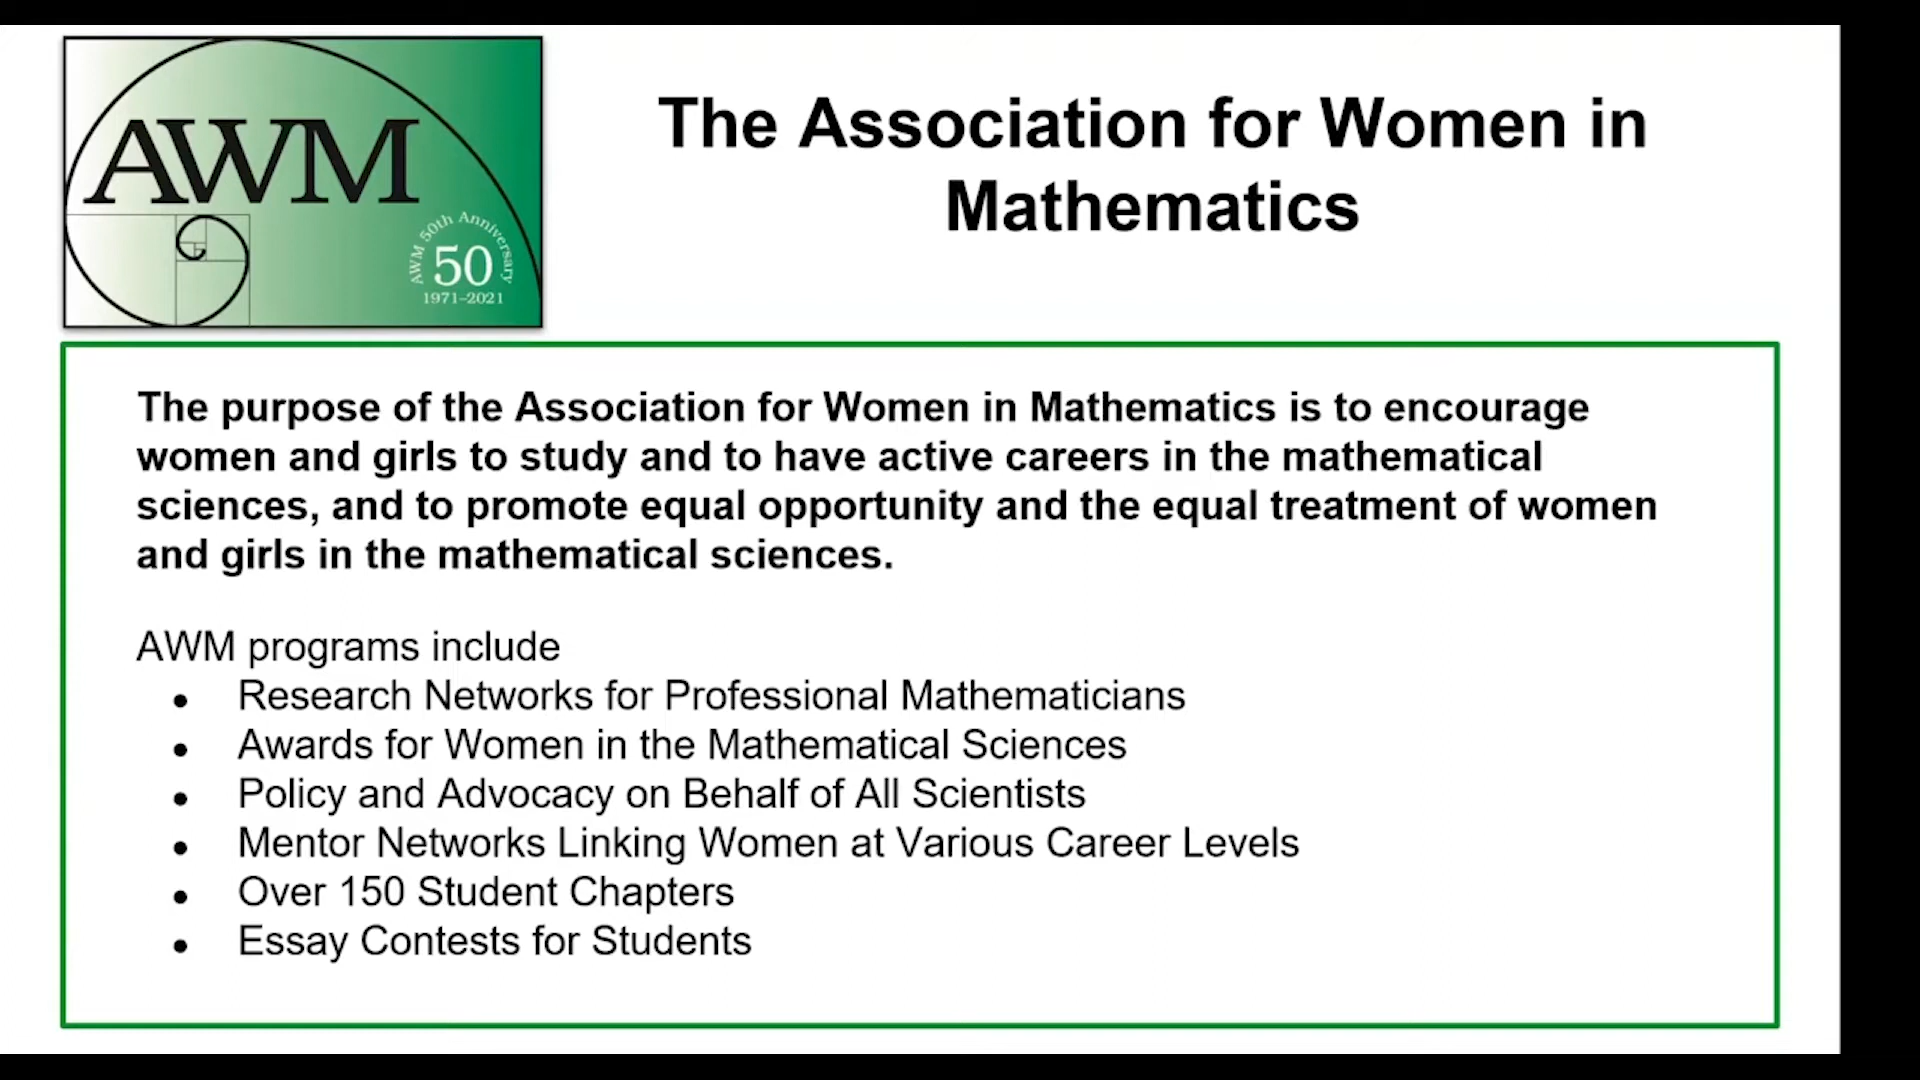 AWM
AWM 50th Anniversary
50
1971–2021
The Association for Women in
Mathematics
The purpose of the Association for Women in Mathematics is to encourage
women and girls to study and to have active careers in the mathematical
sciences, and to promote equal opportunity and the equal treatment of women
and girls in the mathematical sciences.
AWM programs include
● Research Networks for Professional Mathematicians
● Awards for Women in the Mathematical Sciences
● Policy and Advocacy on Behalf of All Scientists
● Mentor Networks Linking Women at Various Career Levels
● Over 150 Student Chapters
● Essay Contests for Students